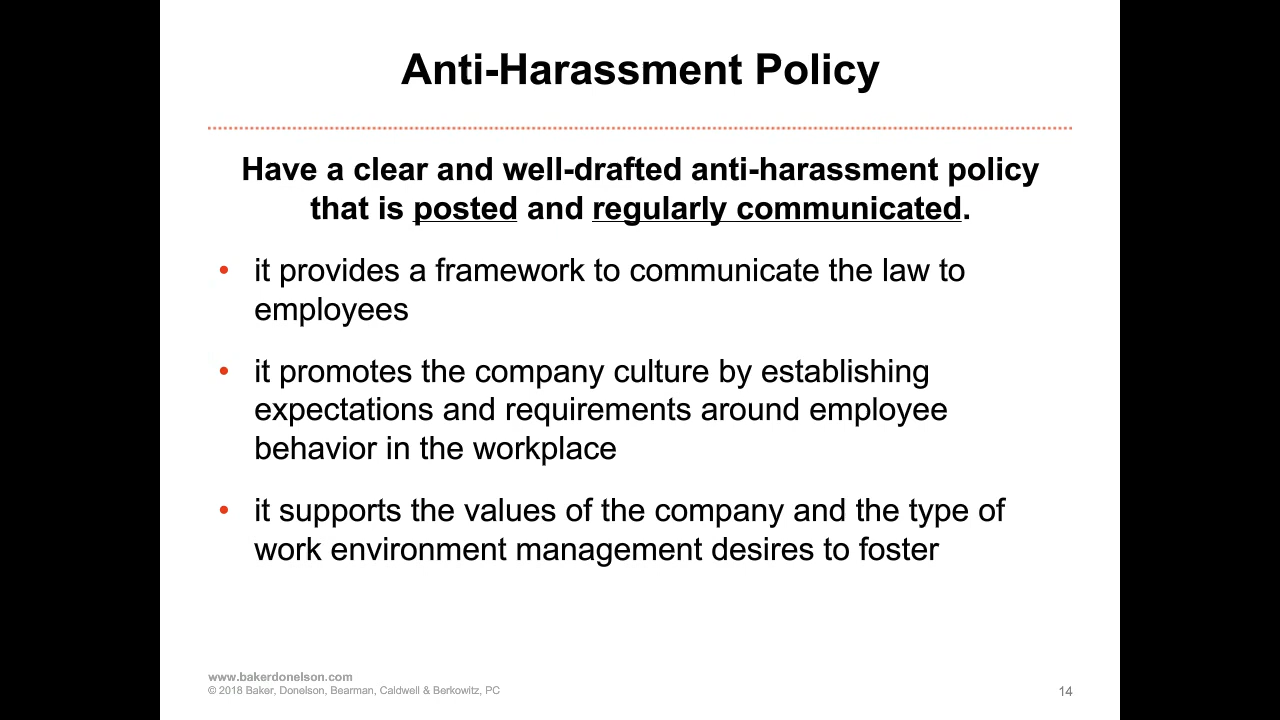 Anti-Harassment Policy
Have a clear and well-drafted anti-harassment policy
that is posted and regularly communicated.
• it provides a framework to communicate the law to
employees
• it promotes the company culture by establishing
expectations and requirements around employee
behavior in the workplace
• it supports the values of the company and the type of
work environment management desires to foster
www.bakerdonelson.com
© 2018 Baker, Donelson, Bearman, Caldwell & Berkowitz, PC
14